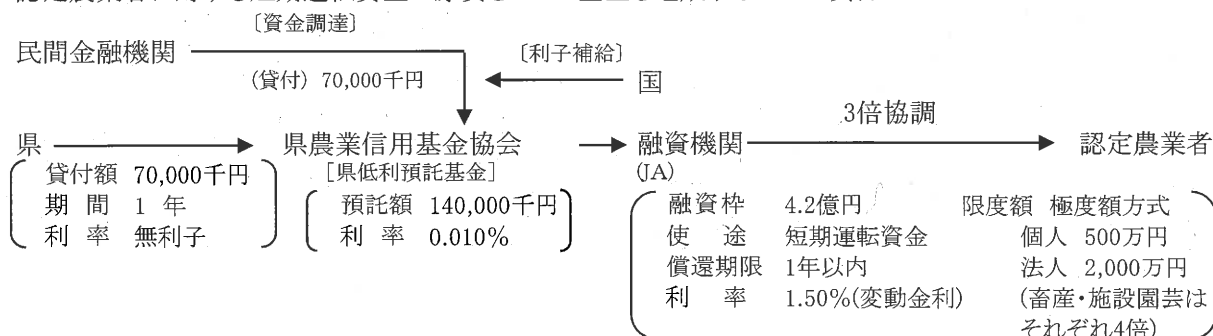 〔資金調達〕
民間金融機関
〔利子補給〕
(貸付) 70,000千円
国
3倍協調
県
県農業信用基金協会
融資機関
認定農業者
[県低利預託基金]
(JA)
貸付額 70,000千円
期間 1年
利率 無利子
預託額 140,000千円
利率 0.010%
融資枠 4.2億円
使途 短期運転資金
償還期限 1年以内
利率 1.50%(変動金利)
限度額 極度額方式
個人 500万円
法人 2,000万円
(畜産・施設園芸は
それぞれ4倍)